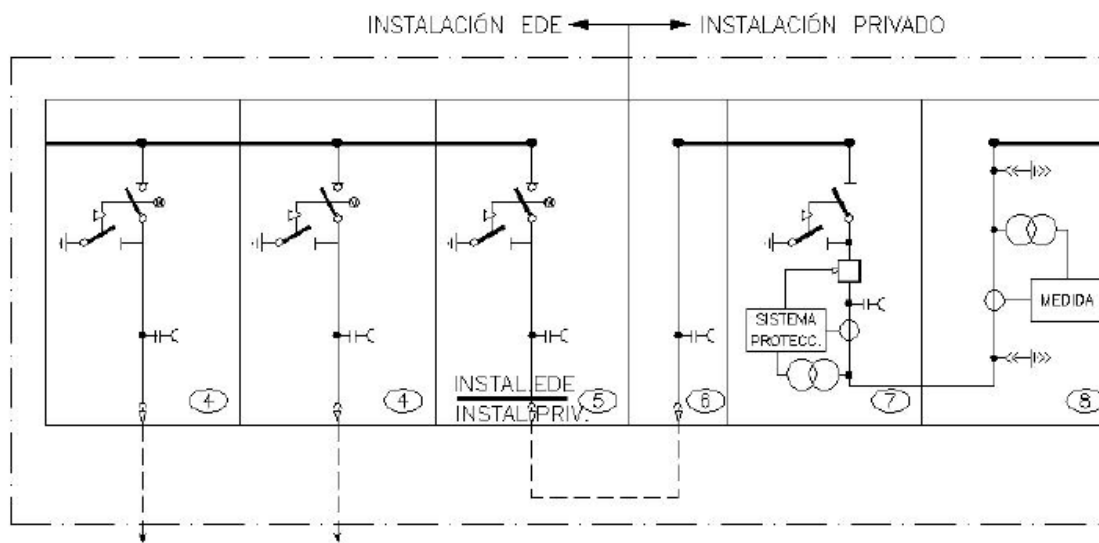 INSTALACIÓN EDE INSTALACIÓN PRIVADO
MEDIDA
SISTEMA
PROTECC.
INSTAL.EDE
INSTAL.PRIV.
4 4 5 6 7 8